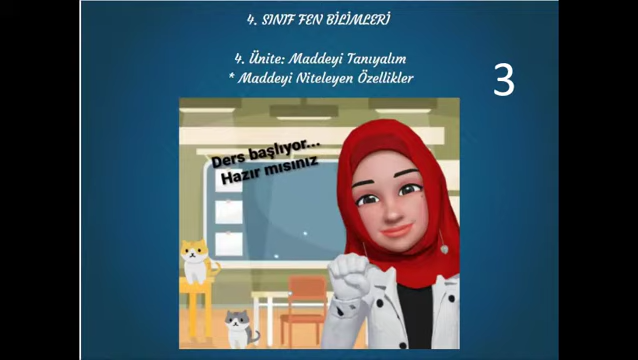 4. SINIF FEN BİLİMLERİ
4. Ünite: Maddeyi Tanıyalım
* Maddeyi Niteleyen Özellikler
3
Ders başlıyor...
Hazır mısınız